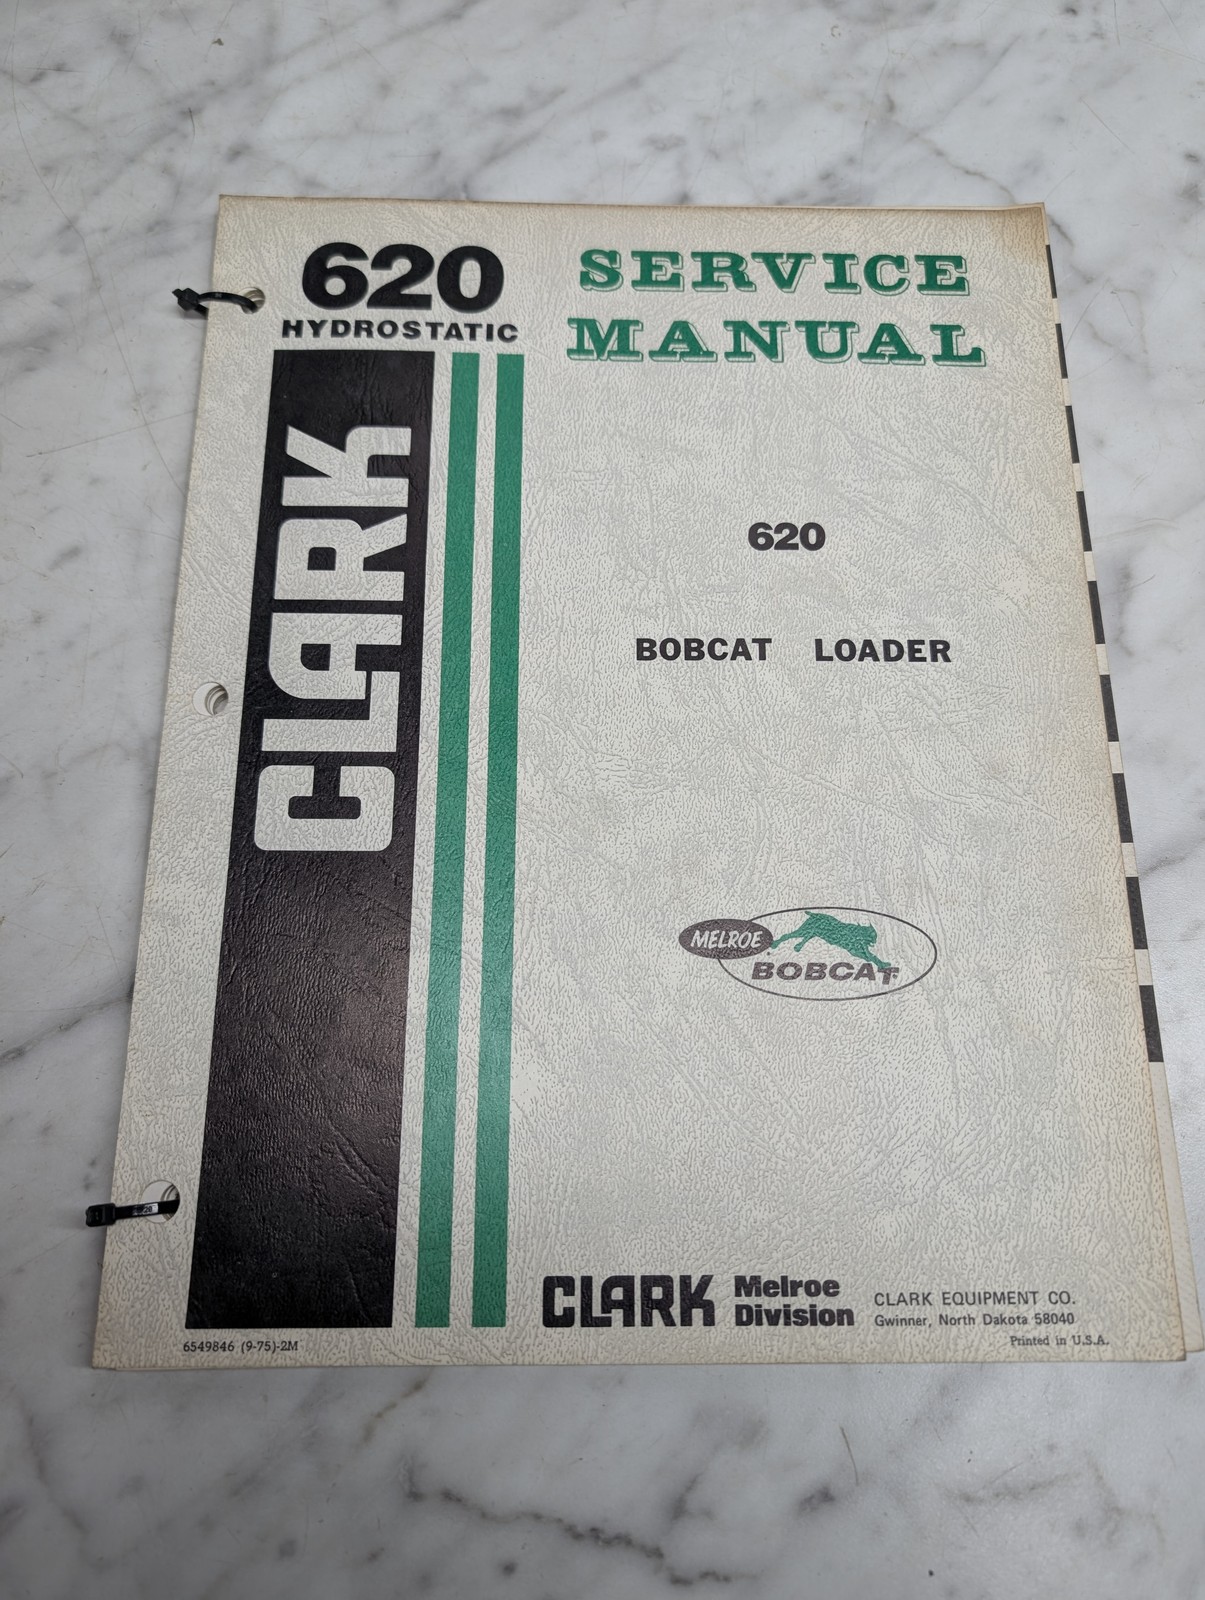 620
HYDROSTATIC
SERVICE
MANUAL
CLARK
620
BOBCAT LOADER
MELROE
BOBCAT
CLARK
Melroe
Division
CLARK EQUIPMENT CO.
Gwinner, North Dakota 58040
6549846 (9-75)-2M
Printed in U.S.A.